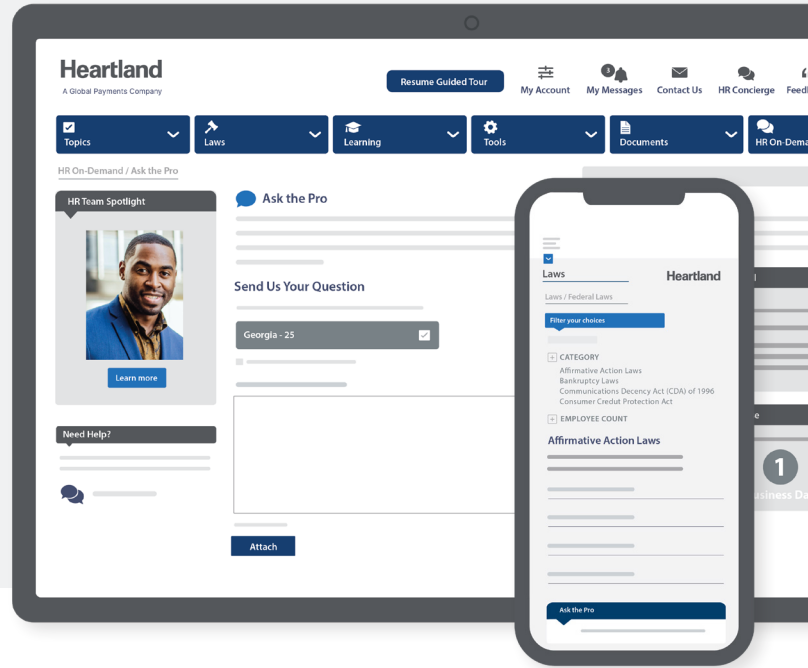 Heartland
A Global Payments Company
Resume Guided Tour
My Account
3
My Messages
Contact Us
HR Concierge
Topics
Laws
Learning
Tools
Documents
HR On-Dema
HR On-Demand / Ask the Pro
HR Team Spotlight
Learn more
Need Help?
Ask the Pro
Send Us Your Question
Georgia - 25
Attach
Laws
Heartland
Laws / Federal Laws
Filter your choices
CATEGORY
Affirmative Action Laws
Bankruptcy Laws
Communications Decency Act (CDA) of 1996
Consumer Credut Protection Act
EMPLOYEE COUNT
Affirmative Action Laws
Ask the Pro
1